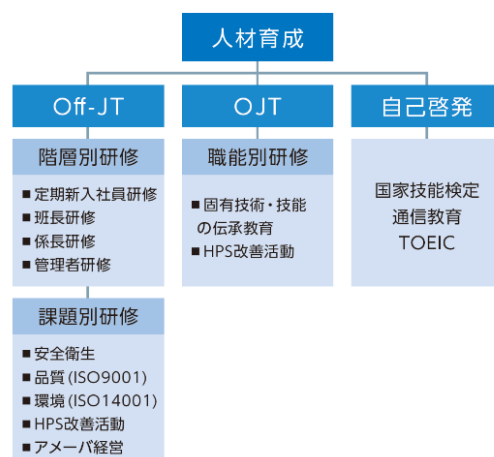 人材育成
Off-JT
階層別研修
■ 定期新入社員研修
■ 班長研修
■ 係長研修
■ 管理者研修
課題別研修
■ 安全衛生
■ 品質(ISO9001)
■ 環境(ISO14001)
■ HPS改善活動
■ アメーバ経営
OJT
職能別研修
■ 固有技術・技能
の伝承教育
■ HPS改善活動
自己啓発
国家技能検定
通信教育
TOEIC